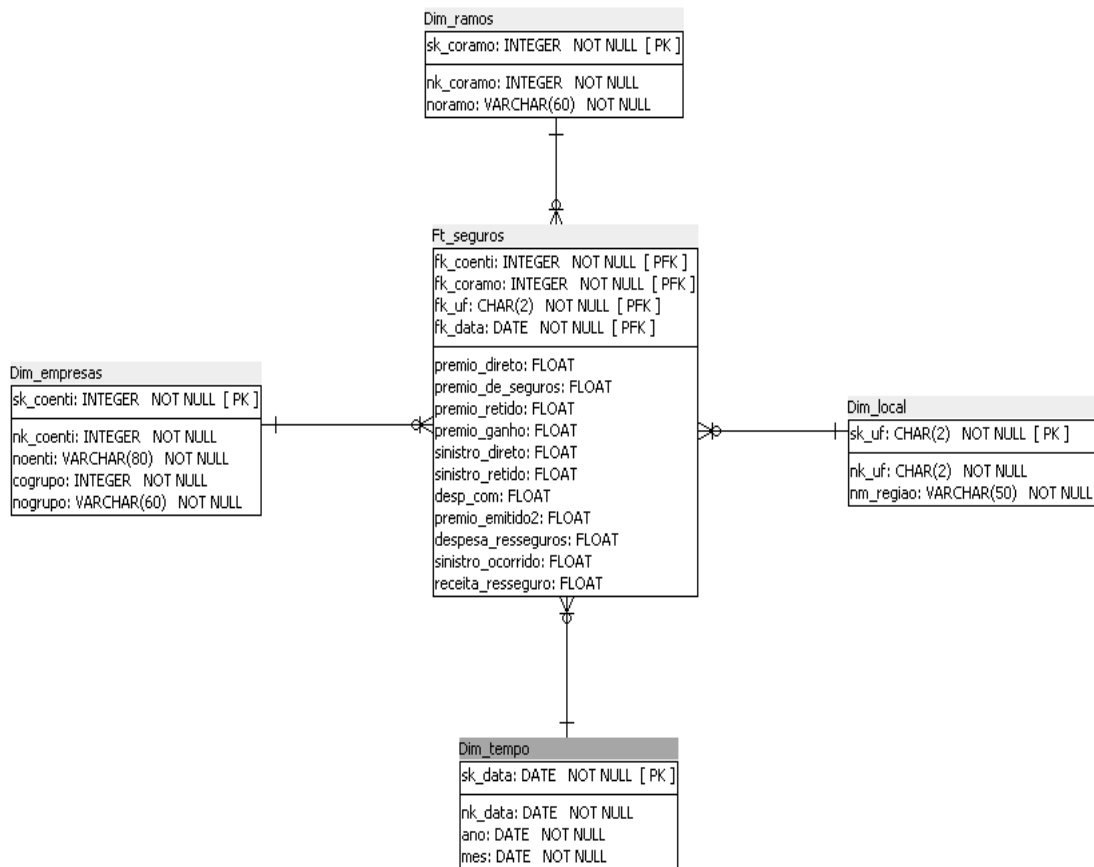 Dim_ramos
sk_coramo: INTEGER NOT NULL [ PK ]
nk_coramo: INTEGER NOT NULL
noramo: VARCHAR(60) NOT NULL
Ft_seguros
fk_coenti: INTEGER NOT NULL [ PFK ]
fk_coramo: INTEGER NOT NULL [ PFK ]
fk_uf: CHAR(2) NOT NULL [ PFK ]
fk_data: DATE NOT NULL [ PFK ]
premio_direto: FLOAT
premio_de_seguros: FLOAT
premio_retido: FLOAT
premio_ganho: FLOAT
sinistro_direto: FLOAT
sinistro_retido: FLOAT
desp_com: FLOAT
premio_emitido2: FLOAT
despesa_resseguros: FLOAT
sinistro_ocorrido: FLOAT
receita_resseguro: FLOAT
Dim_empresas
sk_coenti: INTEGER NOT NULL [ PK ]
nk_coenti: INTEGER NOT NULL
noenti: VARCHAR(80) NOT NULL
cogrupo: INTEGER NOT NULL
nogrupo: VARCHAR(60) NOT NULL
Dim_local
sk_uf: CHAR(2) NOT NULL [ PK ]
nk_uf: CHAR(2) NOT NULL
nm_regiao: VARCHAR(50) NOT NULL
Dim_tempo
sk_data: DATE NOT NULL [ PK ]
nk_data: DATE NOT NULL
ano: DATE NOT NULL
mes: DATE NOT NULL